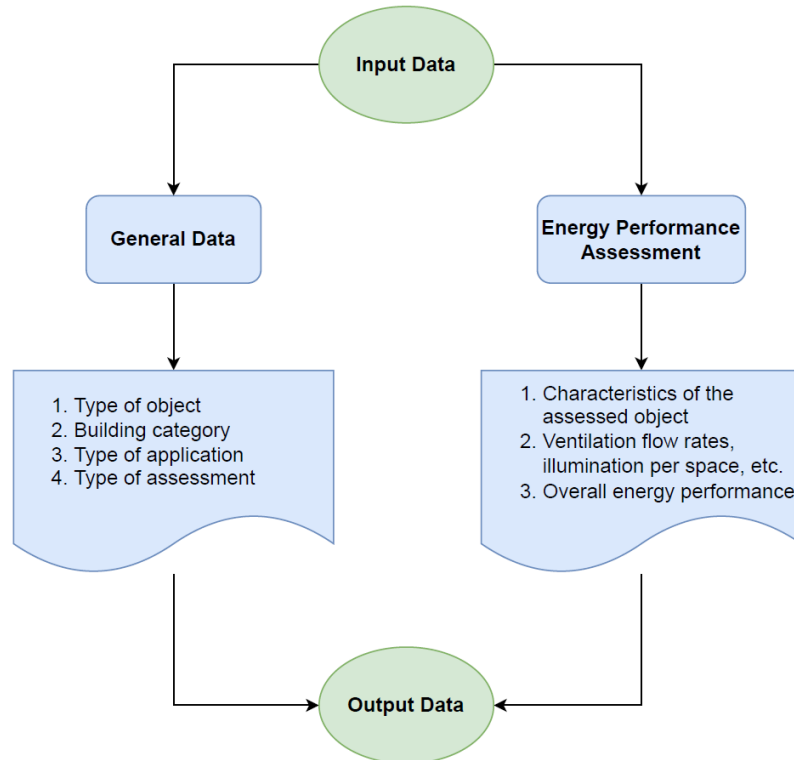 Input Data
General Data
Energy Performance
Assessment
1. Type of object
2. Building category
3. Type of application
4. Type of assessment
1. Characteristics of the
assessed object
2. Ventilation flow rates,
illumination per space, etc.
3. Overall energy performance
Output Data